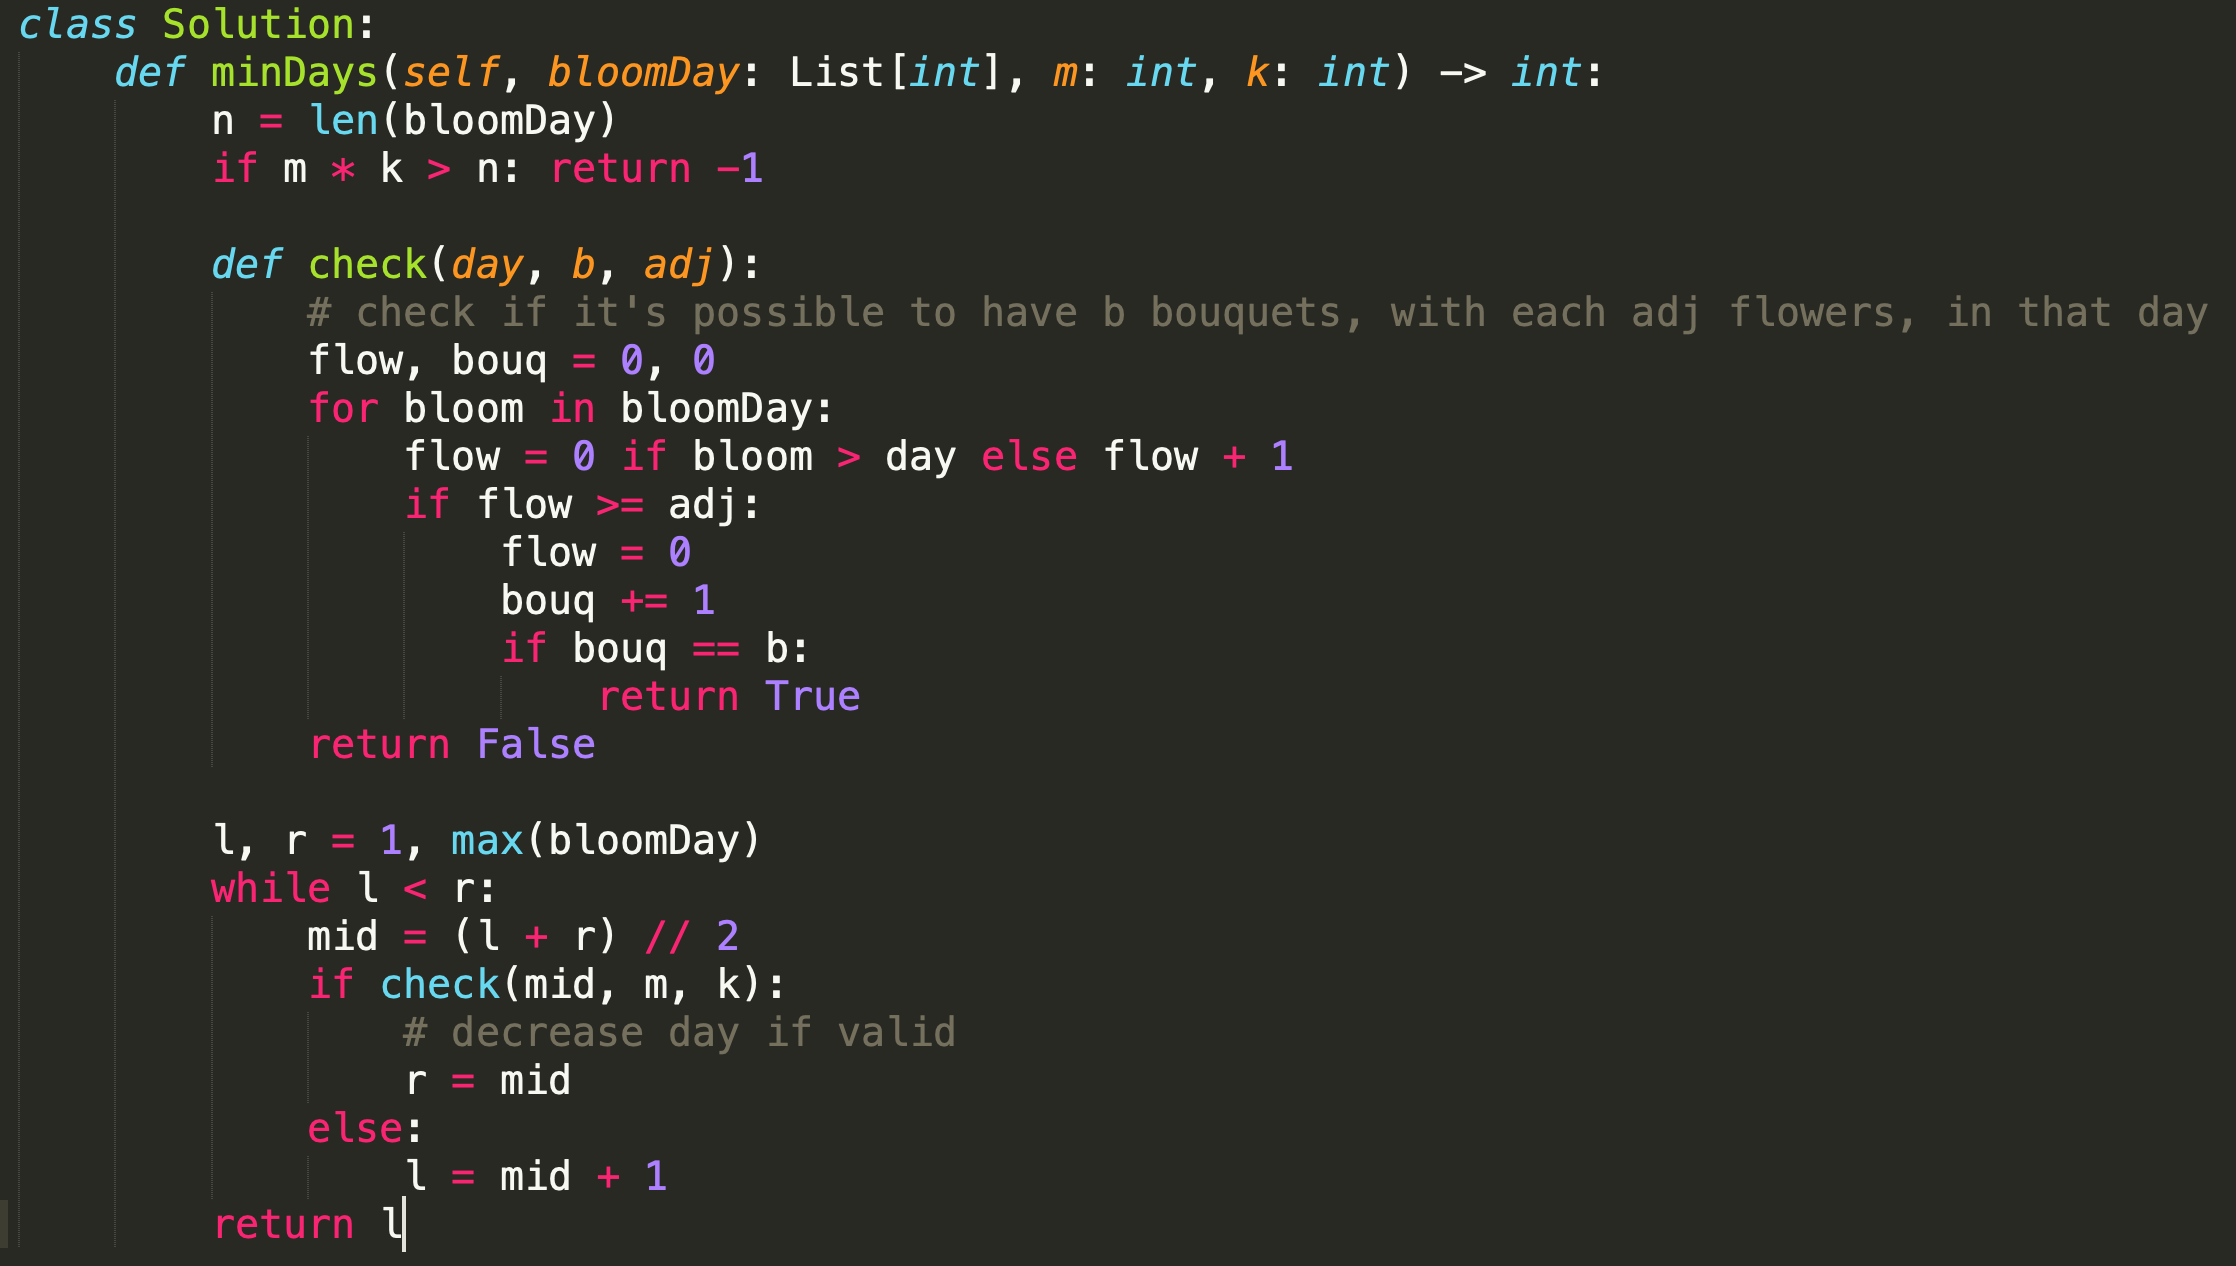 class Solution:
    def minDays(self, bloomDay: List[int], m: int, k: int) -> int:
        n = len(bloomDay)
        if m * k > n: return -1

        def check(day, b, adj):
            # check if it's possible to have b bouquets, with each adj flowers, in that day
            flow, bouq = 0, 0
            for bloom in bloomDay:
                flow = 0 if bloom > day else flow + 1
                if flow >= adj:
                    flow = 0
                    bouq += 1
                    if bouq == b:
                        return True
            return False

        l, r = 1, max(bloomDay)
        while l < r:
            mid = (l + r) // 2
            if check(mid, m, k):
                # decrease day if valid
                r = mid
            else:
                l = mid + 1
        return l